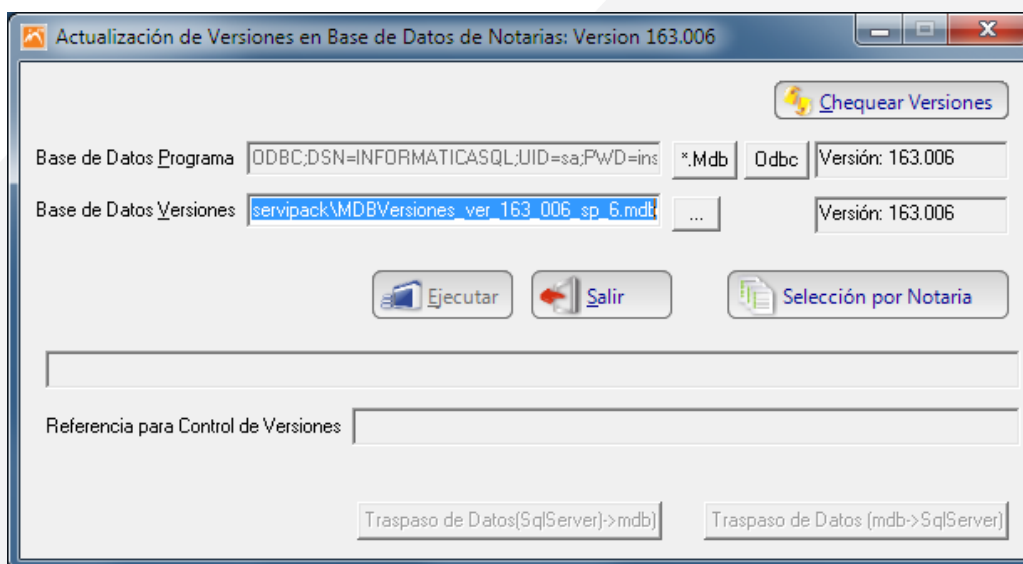 Actualización de Versiones en Base de Datos de Notarias: Version 163.006
Chequear Versiones
Base de Datos Programa ODBC;DSN=INFORMATICASQL;UID=sa;PWD=ins *.Mdb Odbc Versión: 163.006
Base de Datos Versiones servipack\MDBVersiones_ver_163_006_sp_6.mdb ... Versión: 163.006
Ejecutar Salir Selección por Notaria
Referencia para Control de Versiones
Traspaso de Datos(SqlServer)->mdb) Traspaso de Datos (mdb->SqlServer)